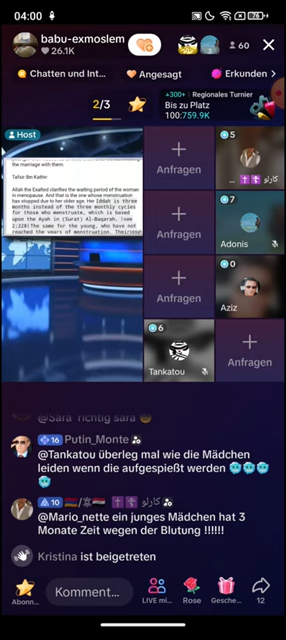 04:00
76
babu-exmoslem
26.1K
60
Chatten und Int...
Angesagt
Erkunden
+300↑ Regionales Turnier
2/3
Bis zu Platz
100:759.9K
Host
the marriage with them.
Tafsir Ibn Kathir:
Allah the Exalted clarifies the waiting period of the woman
in menopause. And that is the one whose menstruation
has stopped due to her older age. Her Iddah is three
months instead of the three monthly cycles
for those who menstruate, which is based
upon the Ayah in (Surat) Al-Baqarah. )see
2:228(The same for the young, who have not
reached the years of menstruation. Their Iddah
Anfragen
5
كارلو
Anfragen
7
Adonis
Anfragen
0
Aziz
6
Tankatou
Anfragen
@Sara richtig sara
16 Putin_Monte
@Tankatou überleg mal wie die Mädchen
leiden wenn die aufgespießt werden 🥶🥶🥶
🥶
10 كارلو
@Mario_nette ein junges Mädchen hat 3
Monate Zeit wegen der Blutung !!!!!!
Kristina ist beigetreten
Abonn...
Komment...
LIVE mi...
Rose
Gesche...
12